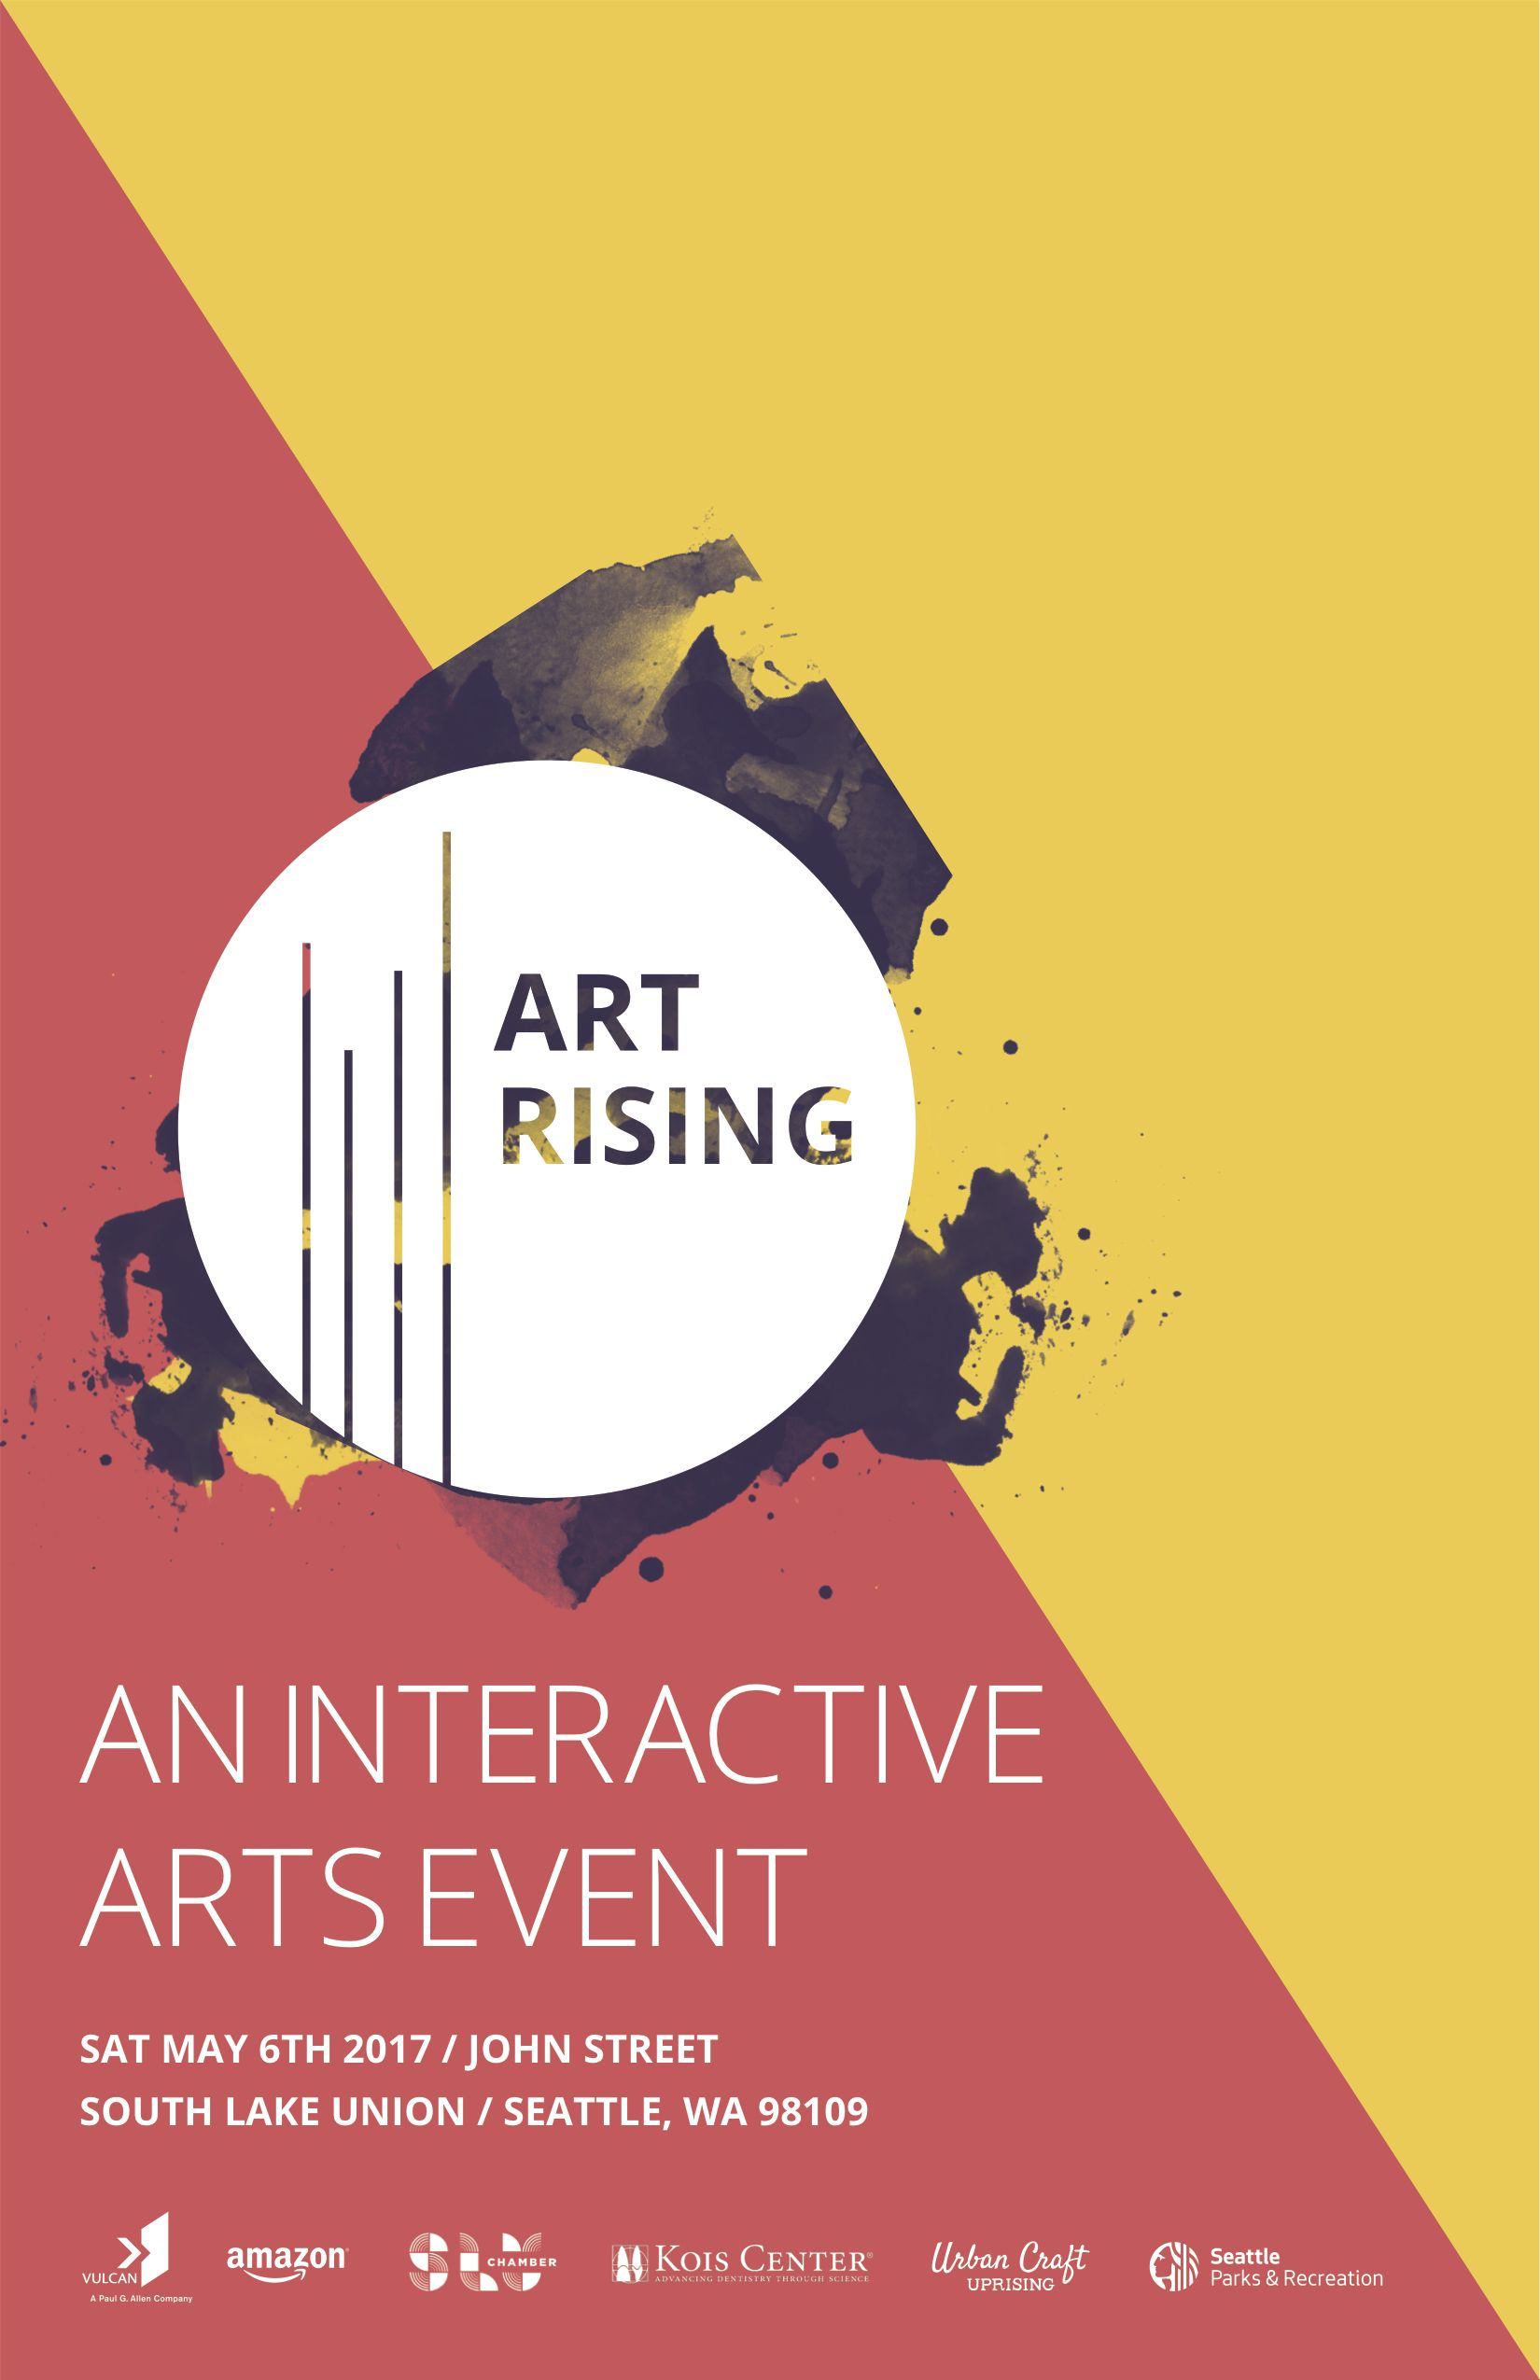 ART
RISING
AN INTERACTIVE
ARTS EVENT
SAT MAY 6TH 2017 / JOHN STREET
SOUTH LAKE UNION / SEATTLE, WA 98109
VULCAN
A Paul G. Allen Company
amazon
SLU CHAMBER
KOIS CENTER®
ADVANCING DENTISTRY THROUGH SCIENCE
Urban Craft
UPRISING
Seattle
Parks & Recreation